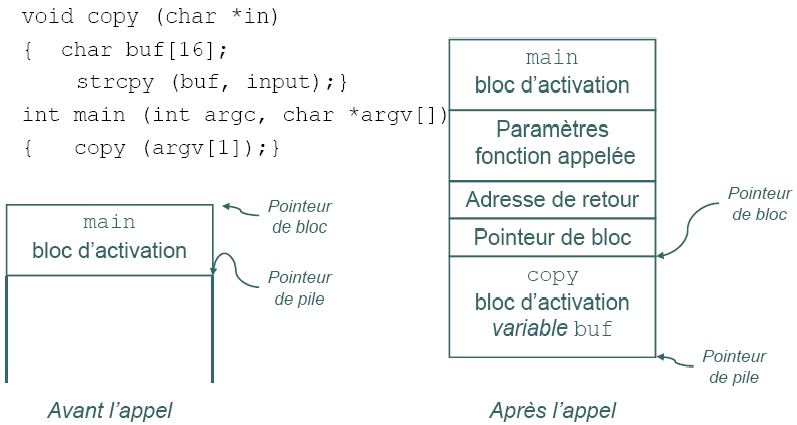 void copy (char *in)
{  char buf[16];
strcpy (buf, input);}
int main (int argc, char *argv[])
{   copy (argv[1]);}
main
bloc d'activation
Pointeur
de bloc
Pointeur
de pile
Avant l'appel
main
bloc d'activation
Paramètres
fonction appelée
Adresse de retour
Pointeur de bloc
copy
bloc d'activation
variable buf
Pointeur
de bloc
Pointeur
de pile
Après l'appel